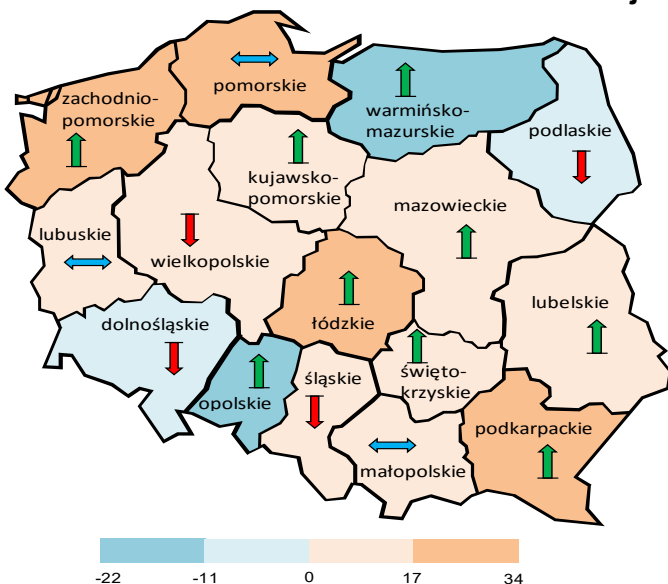 j
pomorskie
zachodnio-
pomorskie
warmińsko-
mazurskie
podlaskie
kujawsko-
pomorskie
mazowieckie
lubuskie
wielkopolskie
lubelskie
dolnośląskie
łódzkie
święto-
krzyskie
śląskie
opolskie
podkarpackie
małopolskie
-22 -11 0 17 34